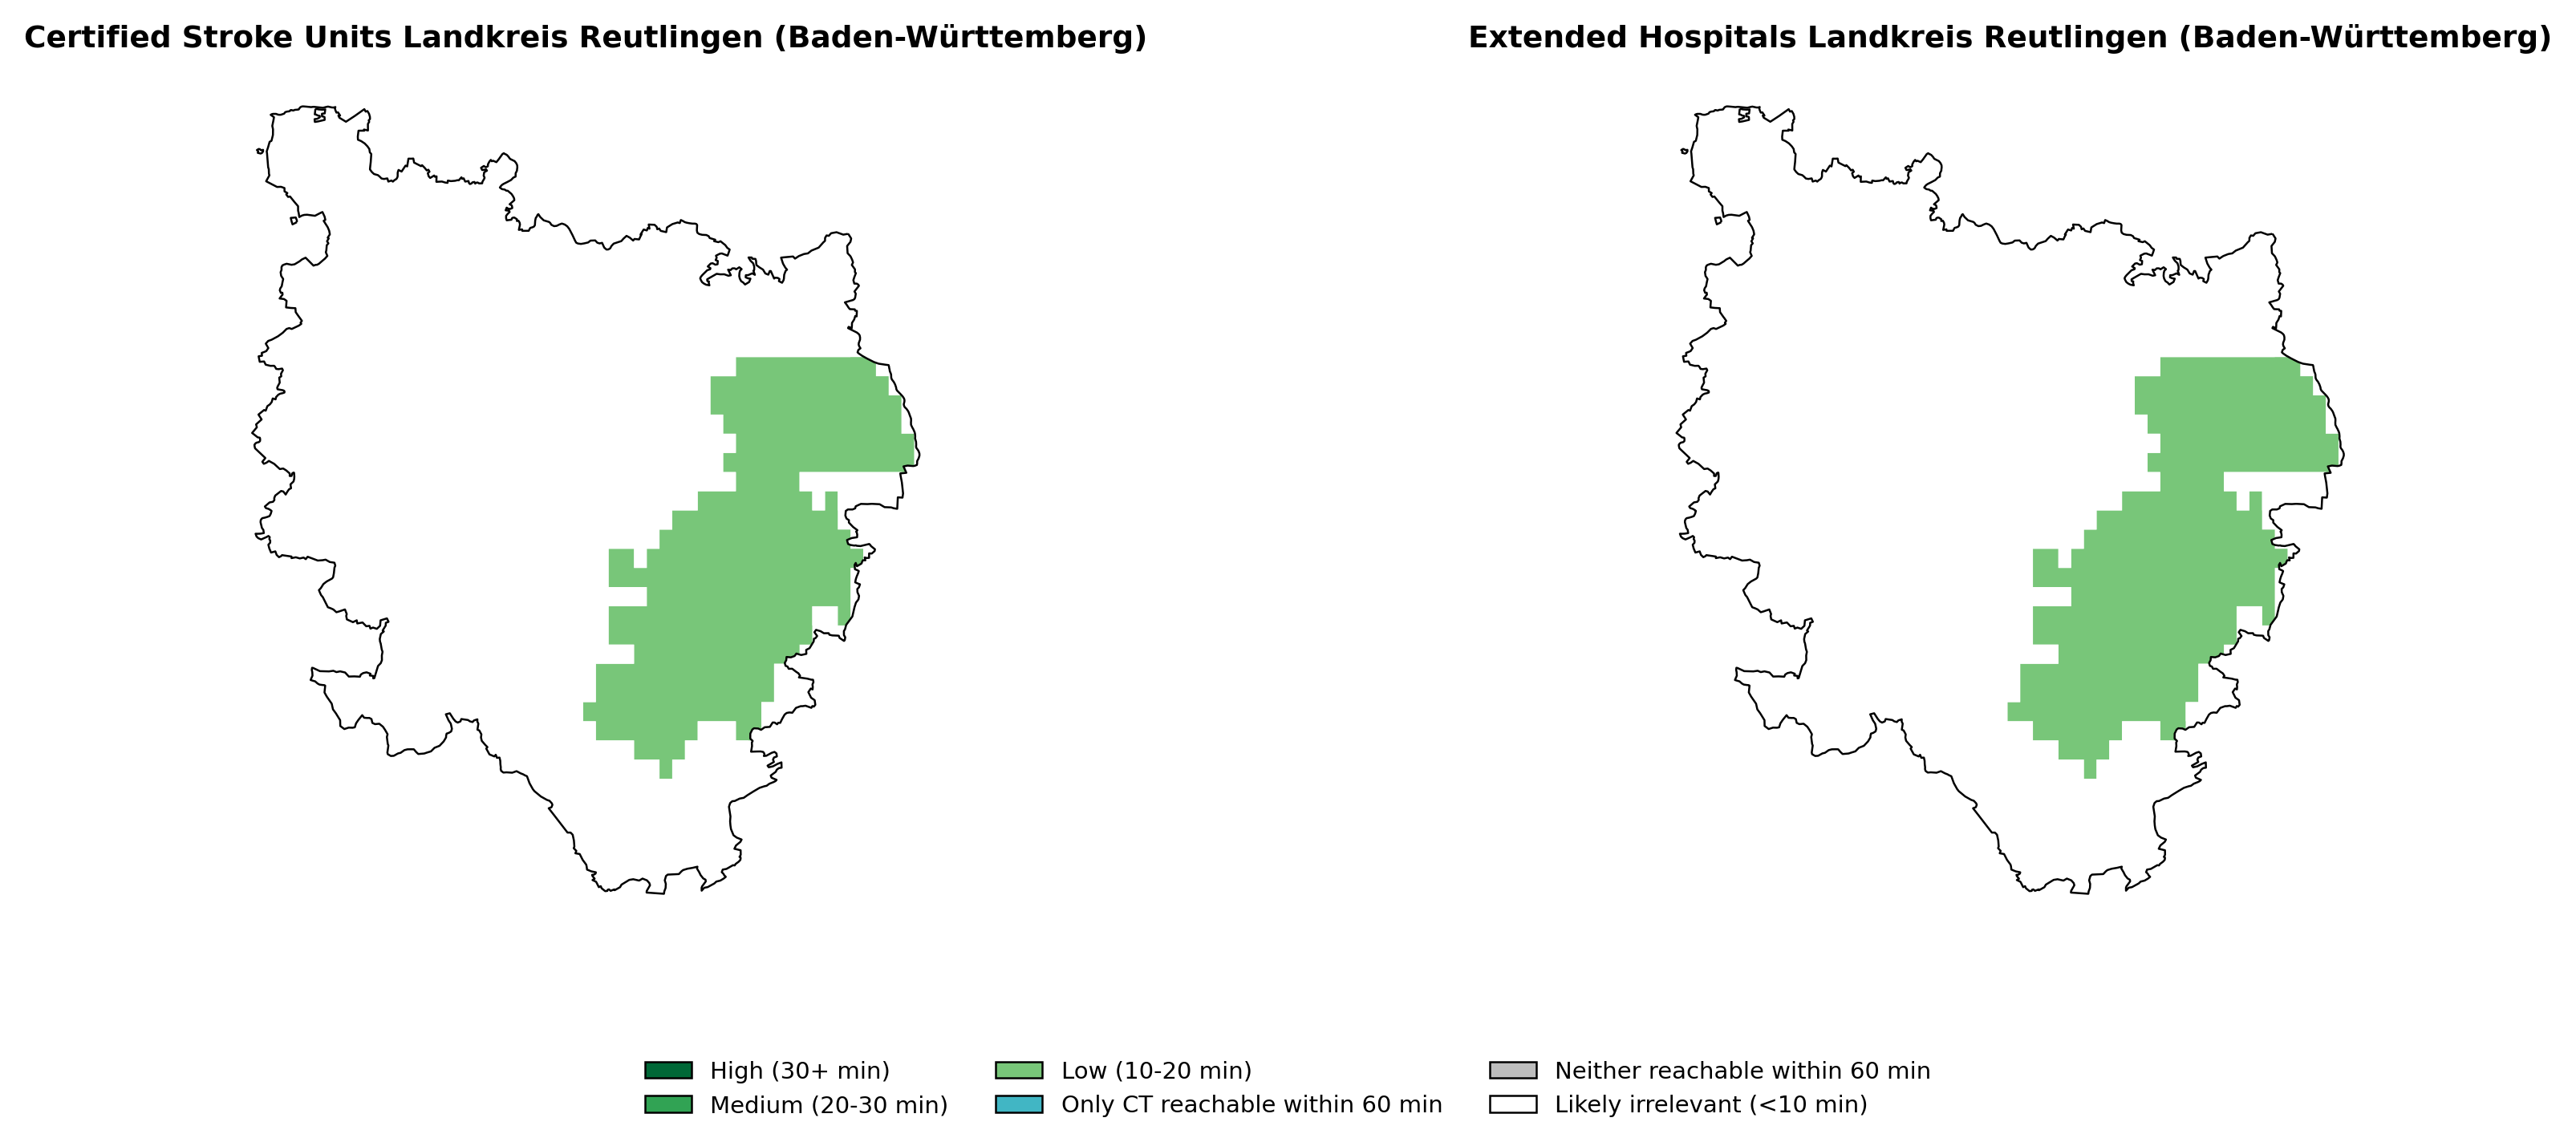 Certified Stroke Units Landkreis Reutlingen (Baden-Württemberg)
Extended Hospitals Landkreis Reutlingen (Baden-Württemberg)
High (30+ min)
Medium (20-30 min)
Low (10-20 min)
Only CT reachable within 60 min
Neither reachable within 60 min
Likely irrelevant (<10 min)